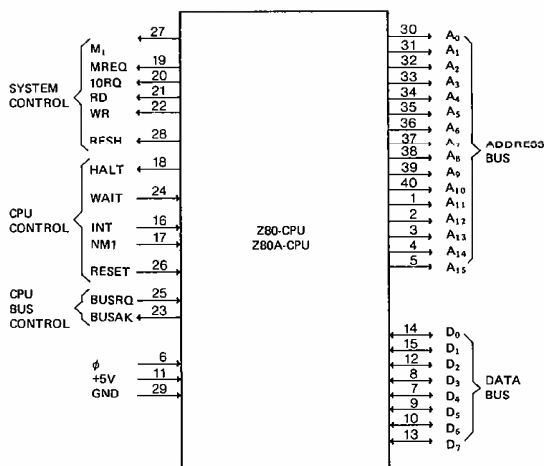 27
M1
MREQ 19
10RQ 20
RD 21
WR 22
RFSH 28
SYSTEM
CONTROL
HALT 18
WAIT 24
INT 16
NM1 17
RESET 26
CPU
CONTROL
BUSRQ 25
BUSAK 23
CPU
BUS
CONTROL
ϕ 6
+5V 11
GND 29
Z80-CPU
Z80A-CPU
30 A0
31 A1
32 A2
33 A3
34 A4
35 A5
36 A6
37 A7
38 A8
39 A9
40 A10
1 A11
2 A12
3 A13
4 A14
5 A15
ADDRESS
BUS
14 D0
15 D1
12 D2
8 D3
7 D4
9 D5
10 D6
13 D7
DATA
BUS